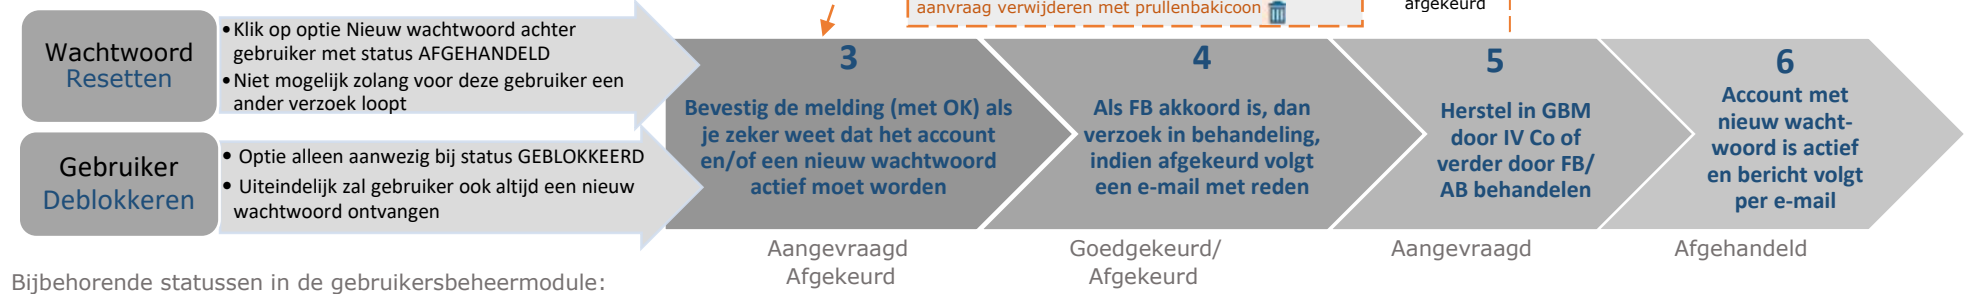 aanvraag verwijderen met prullenbakicoon
afgekeurd
Wachtwoord
Resetten
•Klik op optie Nieuw wachtwoord achter
gebruiker met status AFGEHANDELD
•Niet mogelijk zolang voor deze gebruiker een
ander verzoek loopt
Gebruiker
Deblokkeren
• Optie alleen aanwezig bij status GEBLOKKEERD
• Uiteindelijk zal gebruiker ook altijd een nieuw
wachtwoord ontvangen
3
Bevestig de melding (met OK) als
je zeker weet dat het account
en/of een nieuw wachtwoord
actief moet worden
4
Als FB akkoord is, dan
verzoek in behandeling,
indien afgekeurd volgt
een e-mail met reden
5
Herstel in GBM
door IV Co of
verder door FB/
AB behandelen
6
Account met
nieuw wacht-
woord is actief
en bericht volgt
per e-mail
Aangevraagd
Afgekeurd
Goedgekeurd/
Afgekeurd
Aangevraagd
Afgehandeld
Bijbehorende statussen in de gebruikersbeheermodule: